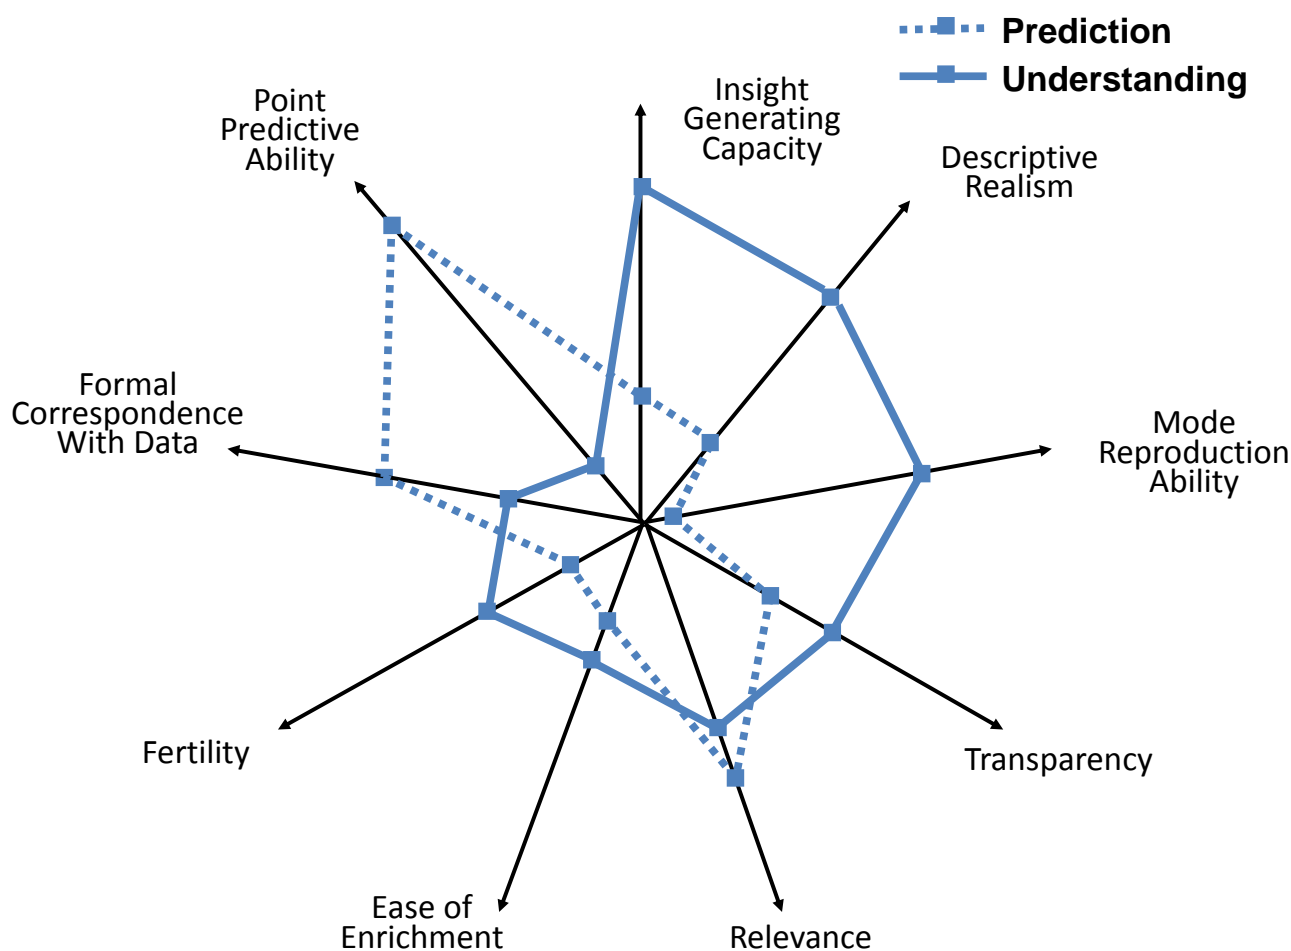 Prediction
Understanding
Insight
Generating
Capacity
Descriptive
Realism
Mode
Reproduction
Ability
Transparency
Relevance
Ease of
Enrichment
Fertility
Formal
Correspondence
With Data
Point
Predictive
Ability